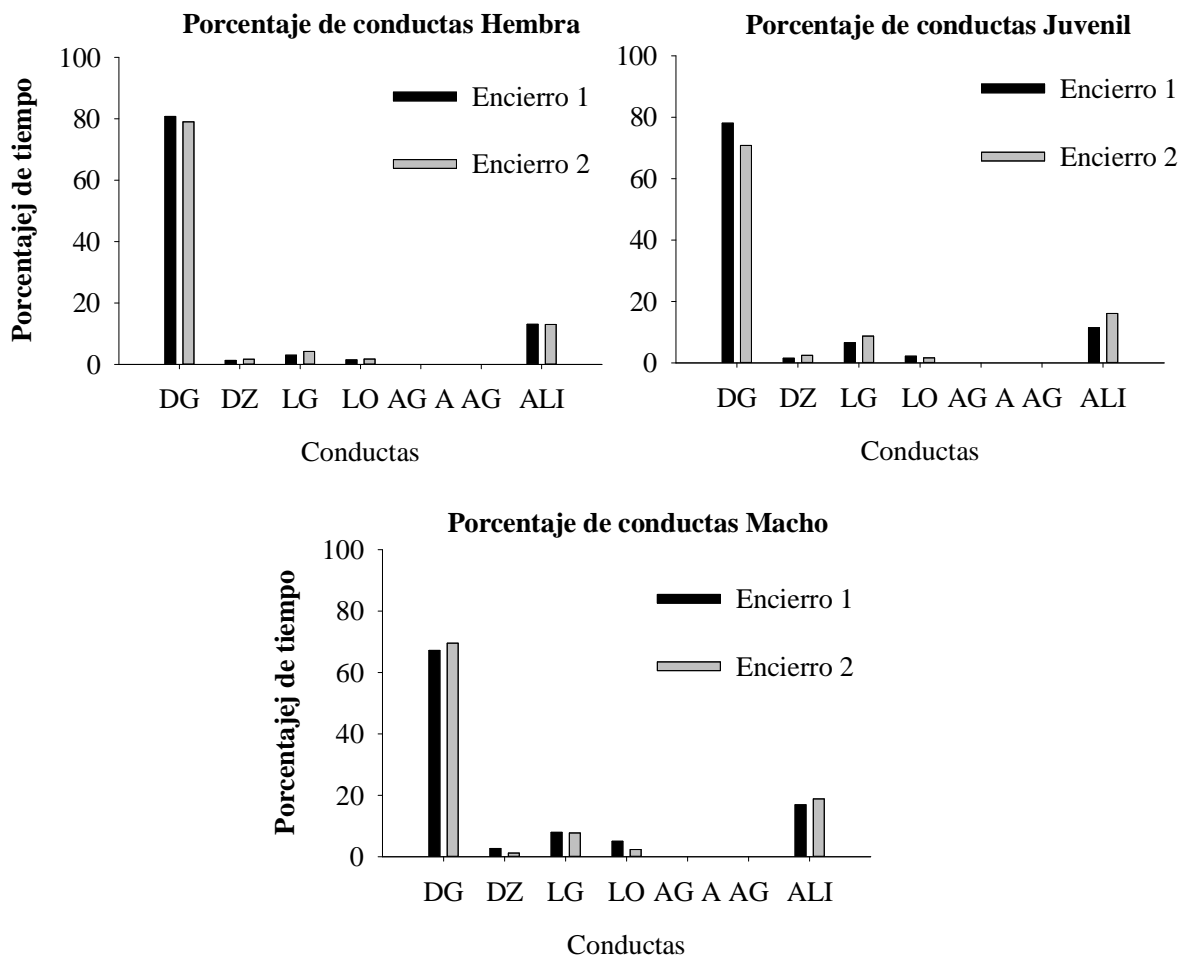 Porcentaje de conductas Hembra
Porcentajej de tiempo
100
80
60
40
20
0
Encierro 1
Encierro 2
DG DZ LG LO AG A AG ALI
Conductas
Porcentaje de conductas Juvenil
100
80
60
40
20
0
Encierro 1
Encierro 2
DG DZ LG LO AG A AG ALI
Conductas
Porcentaje de conductas Macho
Porcentajej de tiempo
100
80
60
40
20
0
Encierro 1
Encierro 2
DG DZ LG LO AG A AG ALI
Conductas